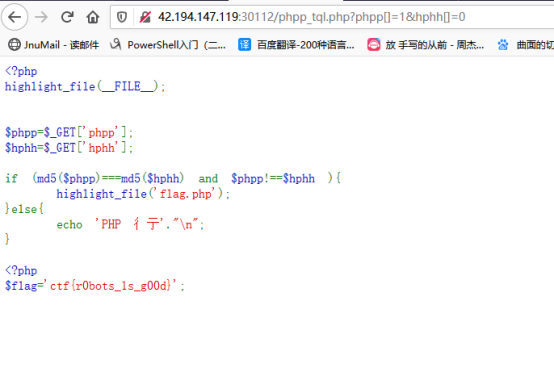 42.194.147.119:30112/phpp_tql.php?phpp[]=1&hphh[]=0
JnuMail - 读邮件 PowerShell入门（二... 百度翻译-200种语言... 放 手写的从前 - 周杰... 曲面的切
<?php
highlight_file(__FILE__);
$phpp=$_GET['phpp'];
$hphh=$_GET['hphh'];
if (md5($phpp)===md5($hphh) and $phpp!==$hphh ){
highlight_file('flag.php');
}else{
echo 'PHP 彳亍'."\n";
}
<?php
$flag='ctf{r0bots_1s_g00d}';